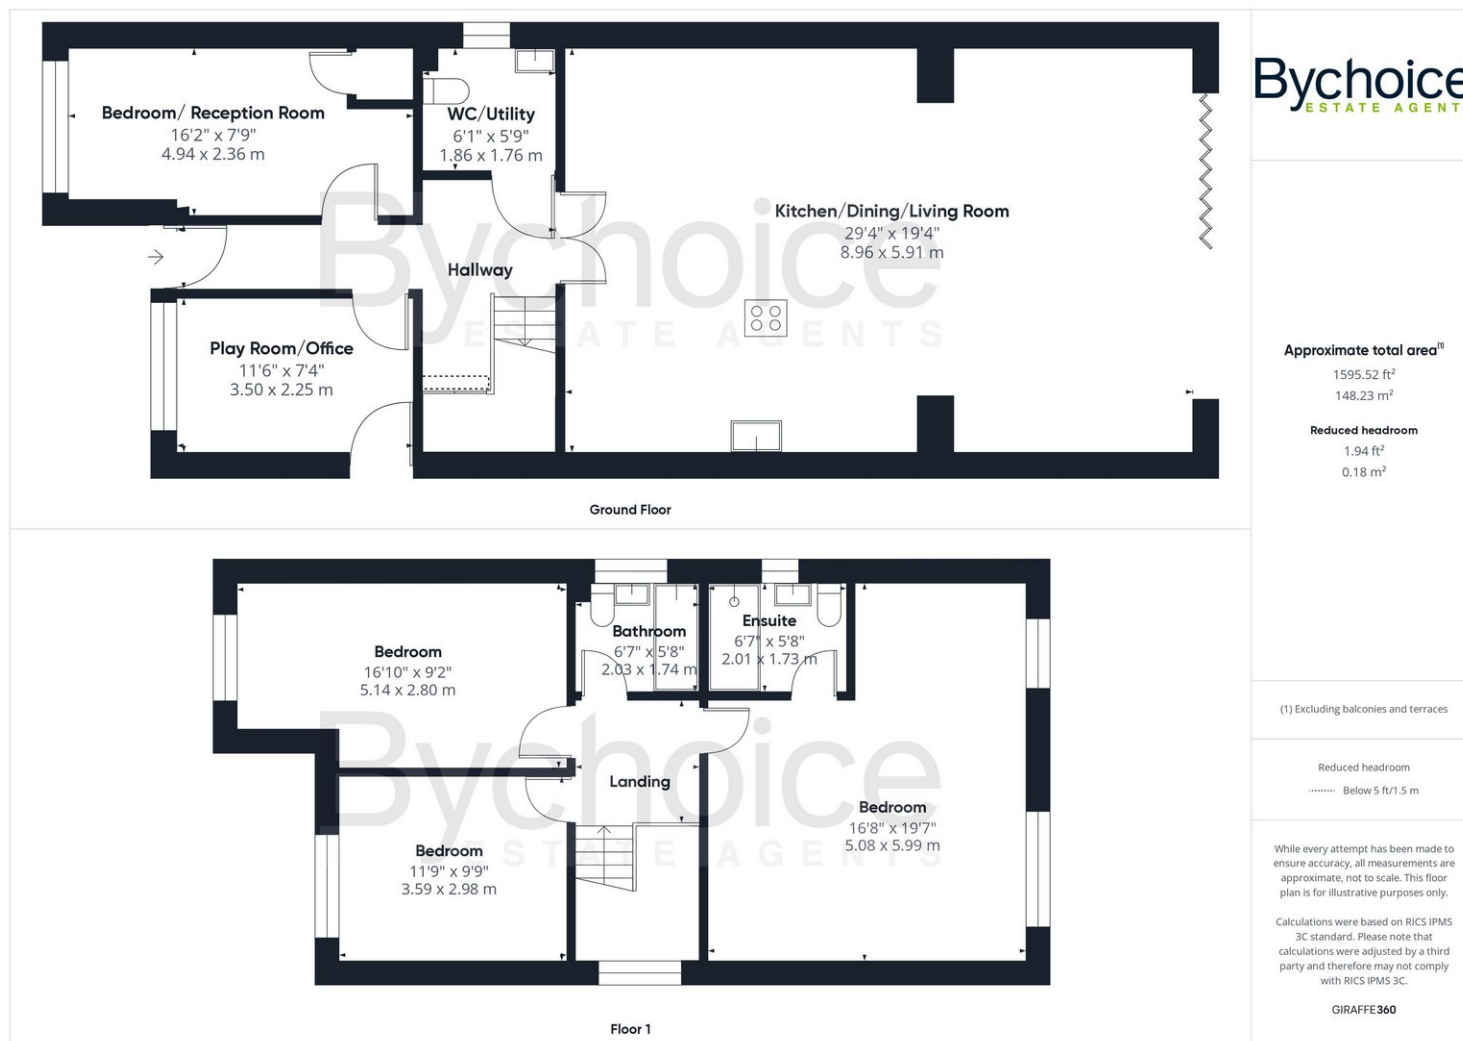 Bedroom/ Reception Room
16'2" x 7'9"
4.94 x 2.36 m
WC/Utility
6'1" x 5'9"
1.86 x 1.76 m
Kitchen/Dining/Living Room
29'4" x 19'4"
8.96 x 5.91 m
Hallway
Play Room/Office
11'6" x 7'4"
3.50 x 2.25 m
Bychoice
ESTATE AGENTS
Ground Floor
Bedroom
16'10" x 9'2"
5.14 x 2.80 m
Bathroom
6'7" x 5'8"
2.03 x 1.74 m
Ensuite
6'7" x 5'8"
2.01 x 1.73 m
Landing
Bedroom
16'8" x 19'7"
5.08 x 5.99 m
Bedroom
11'9" x 9'9"
3.59 x 2.98 m
Bychoice
ESTATE AGENTS
Floor 1
Bychoice
ESTATE AGENT
Approximate total area(1)
1595.52 ft²
148.23 m²
Reduced headroom
1.94 ft²
0.18 m²
(1) Excluding balconies and terraces
Reduced headroom
Below 5 ft/1.5 m
While every attempt has been made to
ensure accuracy, all measurements are
approximate, not to scale. This floor
plan is for illustrative purposes only.
Calculations were based on RICS IPMS
3C standard. Please note that
calculations were adjusted by a third
party and therefore may not comply
with RICS IPMS 3C.
GIRAFFE360